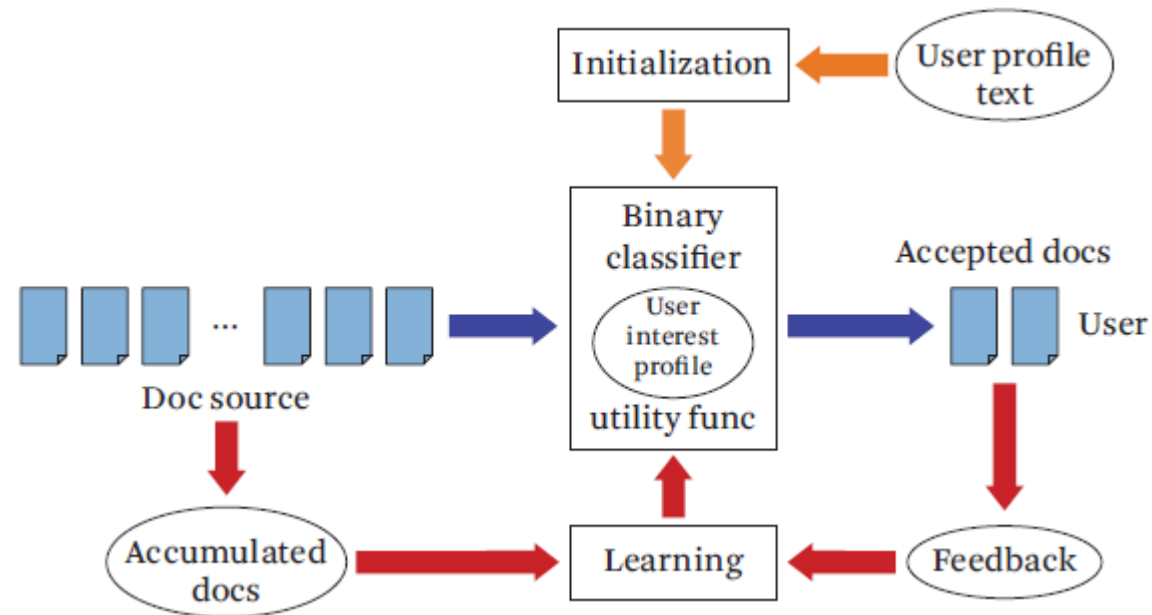 Initialization
User profile
text
Binary
classifier
User
interest
profile
utility func
Accepted docs
User
...
Doc source
Accumulated
docs
Learning
Feedback